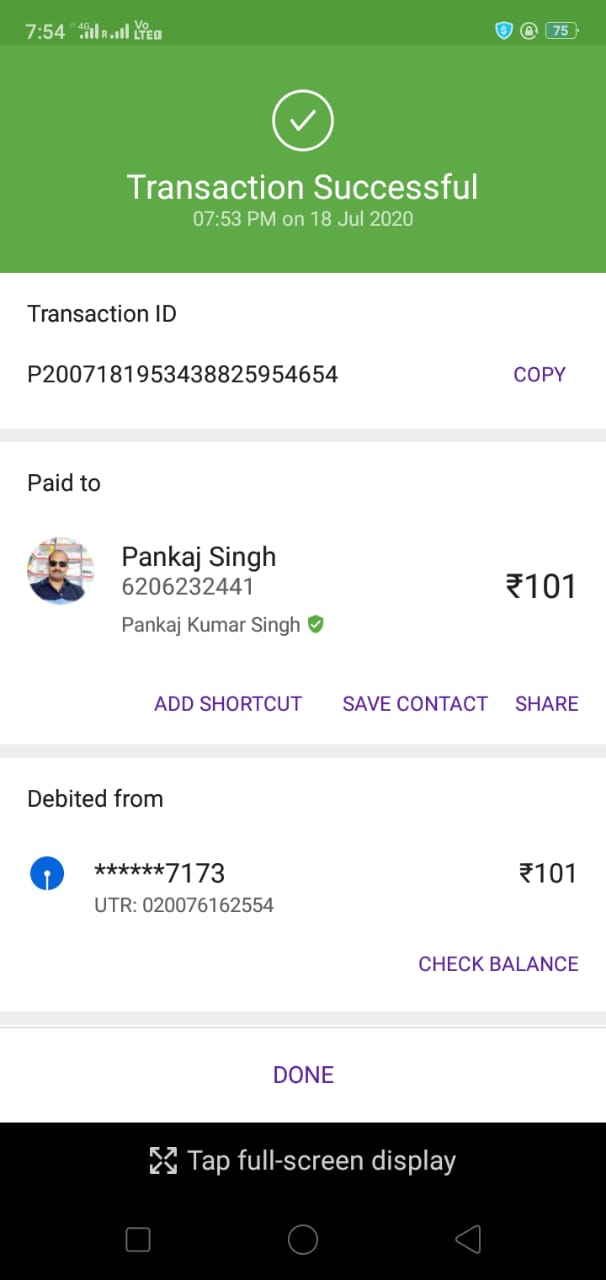 7:54 4G R Vo LTE 75
Transaction Successful
07:53 PM on 18 Jul 2020
Transaction ID
P2007181953438825954654 COPY
Paid to
Pankaj Singh
6206232441
₹101
Pankaj Kumar Singh
ADD SHORTCUT SAVE CONTACT SHARE
Debited from
******7173 ₹101
UTR: 020076162554
CHECK BALANCE
DONE
Tap full-screen display